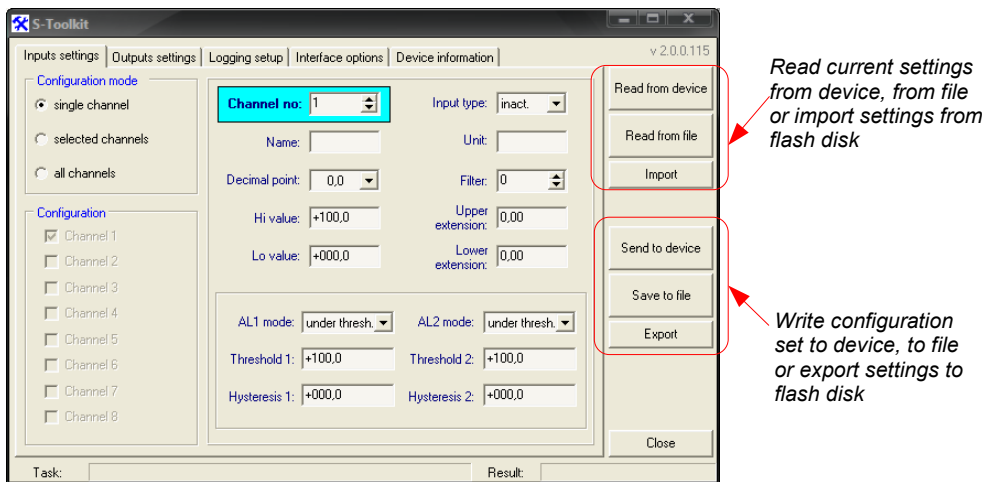 S-Toolkit
Inputs settings
Outputs settings
Logging setup
Interface options
Device information
v 2.0.0.115
Configuration mode
single channel
selected channels
all channels
Configuration
Channel 1
Channel 2
Channel 3
Channel 4
Channel 5
Channel 6
Channel 7
Channel 8
Channel no: 1
Input type: inact.
Name:
Unit:
Decimal point: 0,0
Filter: 0
Hi value: +100,0
Upper
extension: 0,00
Lo value: +000,0
Lower
extension: 0,00
AL1 mode: under thresh.
AL2 mode: under thresh.
Threshold 1: +100,0
Threshold 2: +100,0
Hysteresis 1: +000,0
Hysteresis 2: +000,0
Read from device
Read from file
Import
Send to device
Save to file
Export
Close
Task:
Result:
Read current settings
from device, from file
or import settings from
flash disk
Write configuration
set to device, to file
or export settings to
flash disk